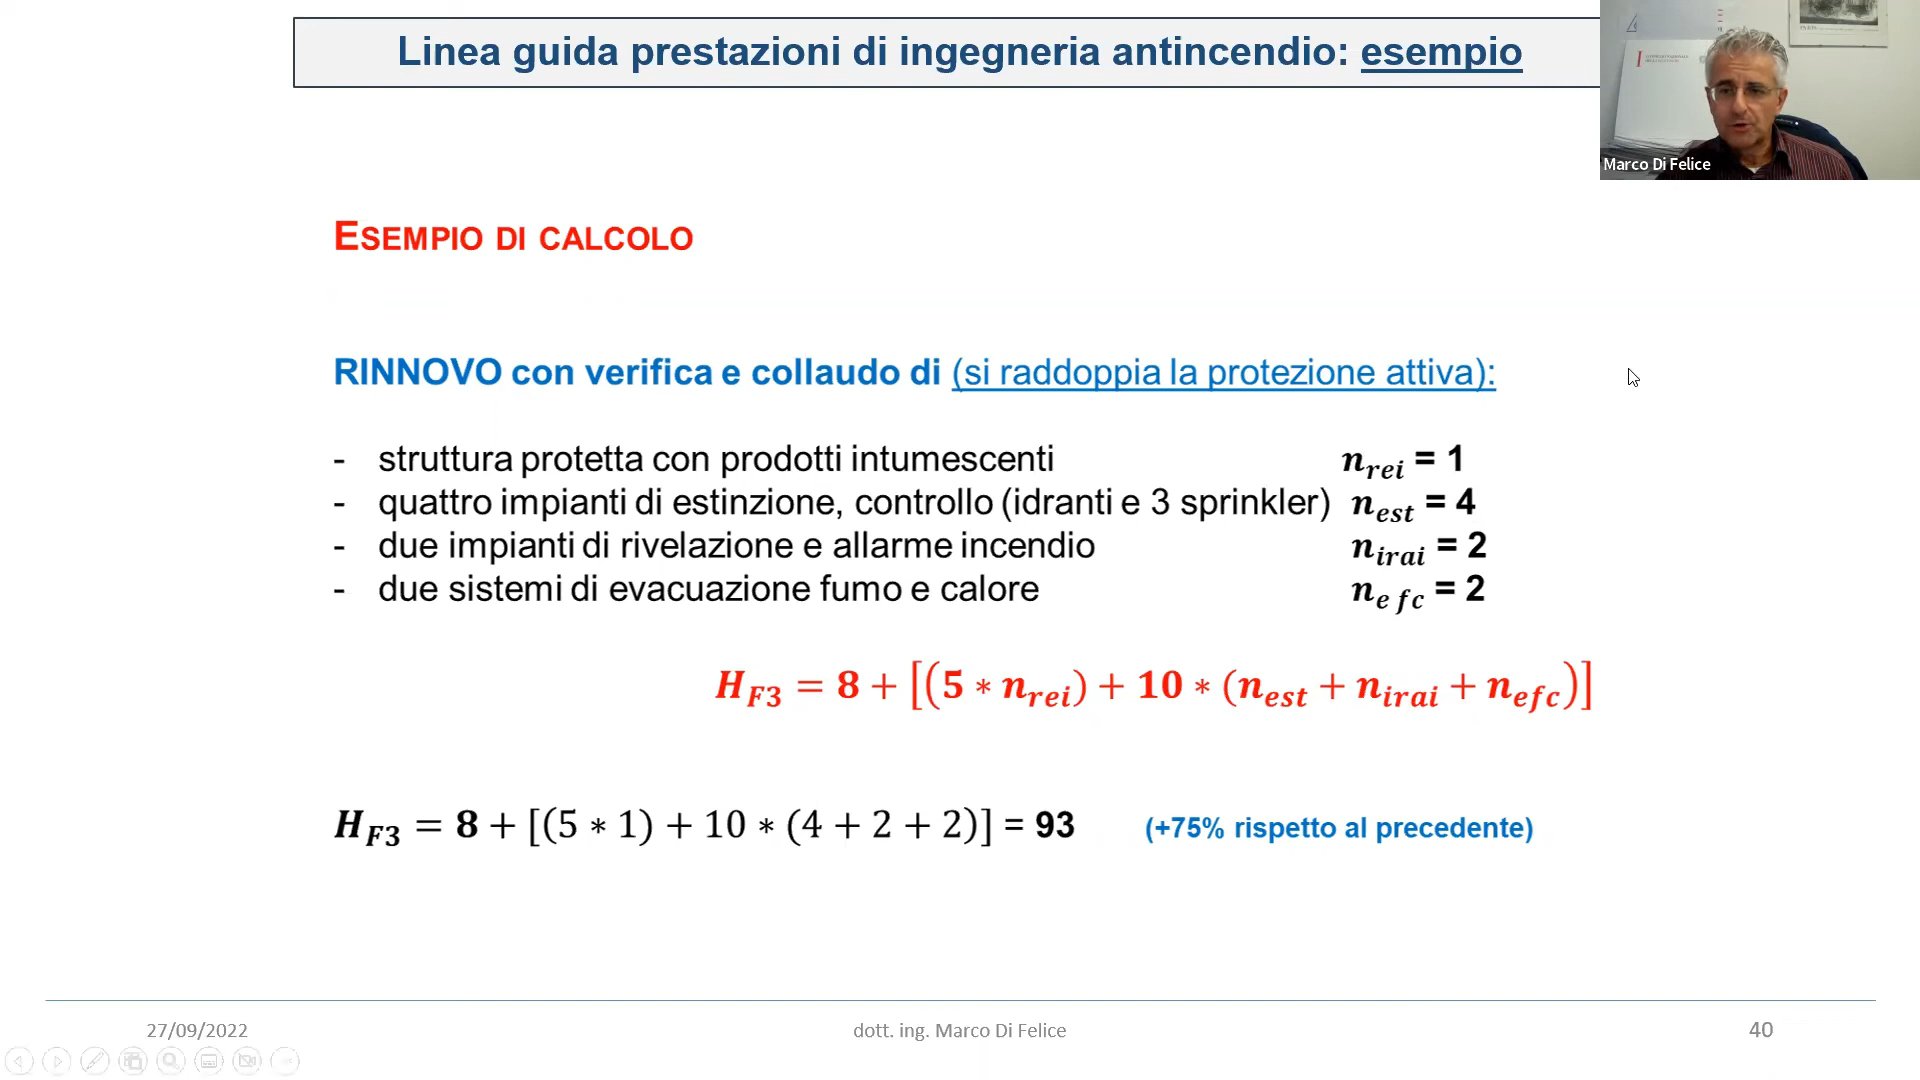 Linea guida prestazioni di ingegneria antincendio: esempio
Marco Di Felice
ESEMPIO DI CALCOLO
RINNOVO con verifica e collaudo di (si raddoppia la protezione attiva):
- struttura protetta con prodotti intumescenti n_rei = 1
- quattro impianti di estinzione, controllo (idranti e 3 sprinkler) n_est = 4
- due impianti di rivelazione e allarme incendio n_irai = 2
- due sistemi di evacuazione fumo e calore n_efc = 2
H_F3 = 8 + [(5 * n_rei) + 10 * (n_est + n_irai + n_efc)]
H_F3 = 8 + [(5 * 1) + 10 * (4 + 2 + 2)] = 93 (+75% rispetto al precedente)
27/09/2022 dott. ing. Marco Di Felice 40